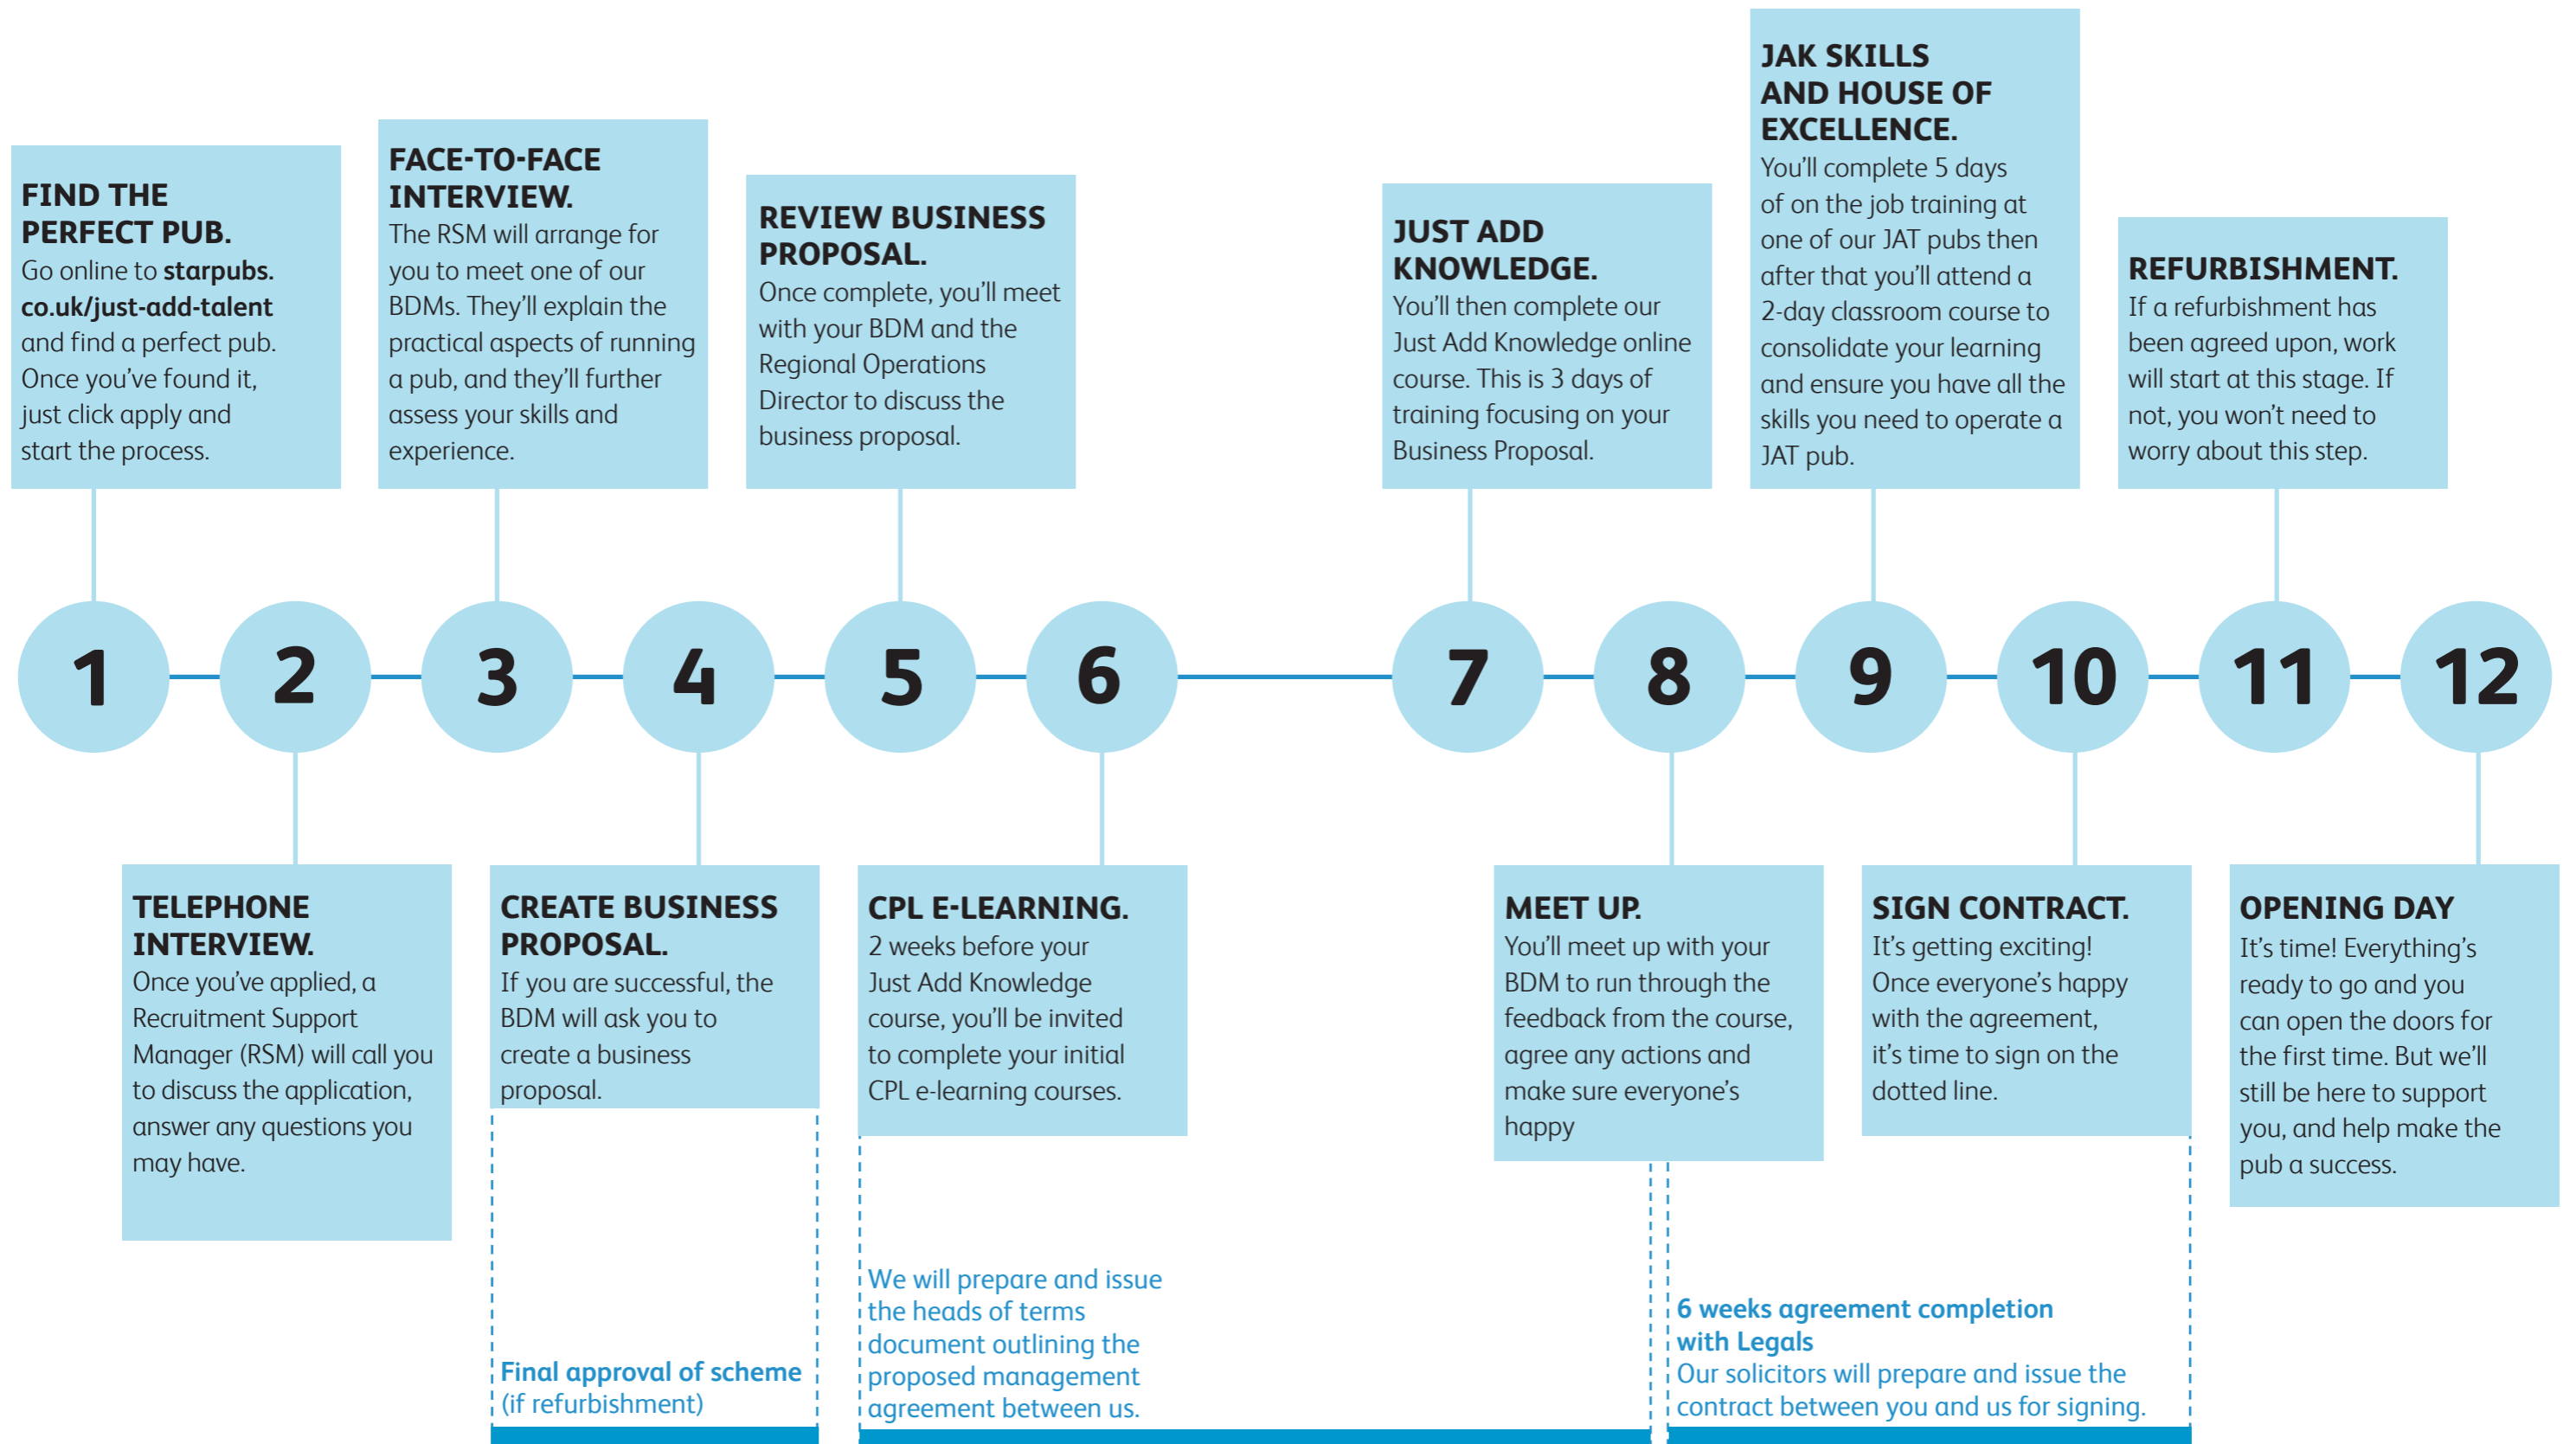 FIND THE
PERFECT PUB.
Go online to starpubs.
co.uk/just-add-talent
and find a perfect pub.
Once you've found it,
just click apply and
start the process.
FACE-TO-FACE
INTERVIEW.
The RSM will arrange for
you to meet one of our
BDMs. They'll explain the
practical aspects of running
a pub, and they'll further
assess your skills and
experience.
REVIEW BUSINESS
PROPOSAL.
Once complete, you'll meet
with your BDM and the
Regional Operations
Director to discuss the
business proposal.
JUST ADD
KNOWLEDGE.
You'll then complete our
Just Add Knowledge online
course. This is 3 days of
training focusing on your
Business Proposal.
JAK SKILLS
AND HOUSE OF
EXCELLENCE.
You'll complete 5 days
of on the job training at
one of our JAT pubs then
after that you'll attend a
2-day classroom course to
consolidate your learning
and ensure you have all the
skills you need to operate a
JAT pub.
REFURBISHMENT.
If a refurbishment has
been agreed upon, work
will start at this stage. If
not, you won't need to
worry about this step.
1
2
3
4
5
6
7
8
9
10
11
12
TELEPHONE
INTERVIEW.
Once you've applied, a
Recruitment Support
Manager (RSM) will call you
to discuss the application,
answer any questions you
may have.
CREATE BUSINESS
PROPOSAL.
If you are successful, the
BDM will ask you to
create a business
proposal.
CPL E-LEARNING.
2 weeks before your
Just Add Knowledge
course, you'll be invited
to complete your initial
CPL e-learning courses.
MEET UP.
You'll meet up with your
BDM to run through the
feedback from the course,
agree any actions and
make sure everyone's
happy
SIGN CONTRACT.
It's getting exciting!
Once everyone's happy
with the agreement,
it's time to sign on the
dotted line.
OPENING DAY
It's time! Everything's
ready to go and you
can open the doors for
the first time. But we'll
still be here to support
you, and help make the
pub a success.
Final approval of scheme
(if refurbishment)
We will prepare and issue
the heads of terms
document outlining the
proposed management
agreement between us.
6 weeks agreement completion
with Legals
Our solicitors will prepare and issue the
contract between you and us for signing.